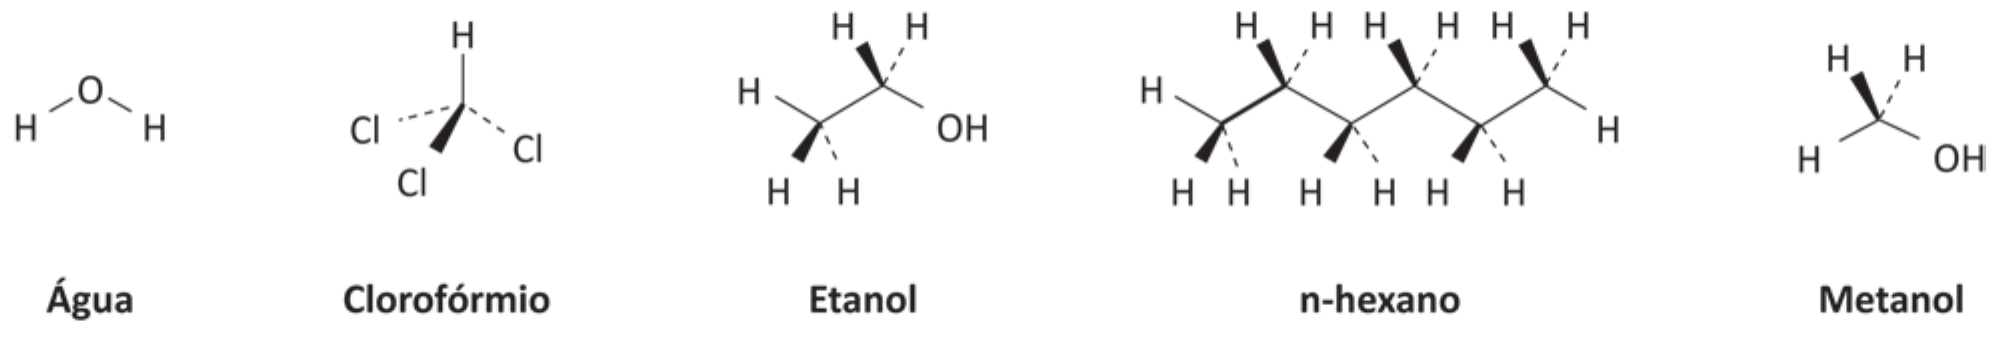 H O H
H Cl Cl Cl
H H H OH H H
H H H H H H H H H H H H H H
H H H OH
Água
Clorofórmio
Etanol
n-hexano
Metanol